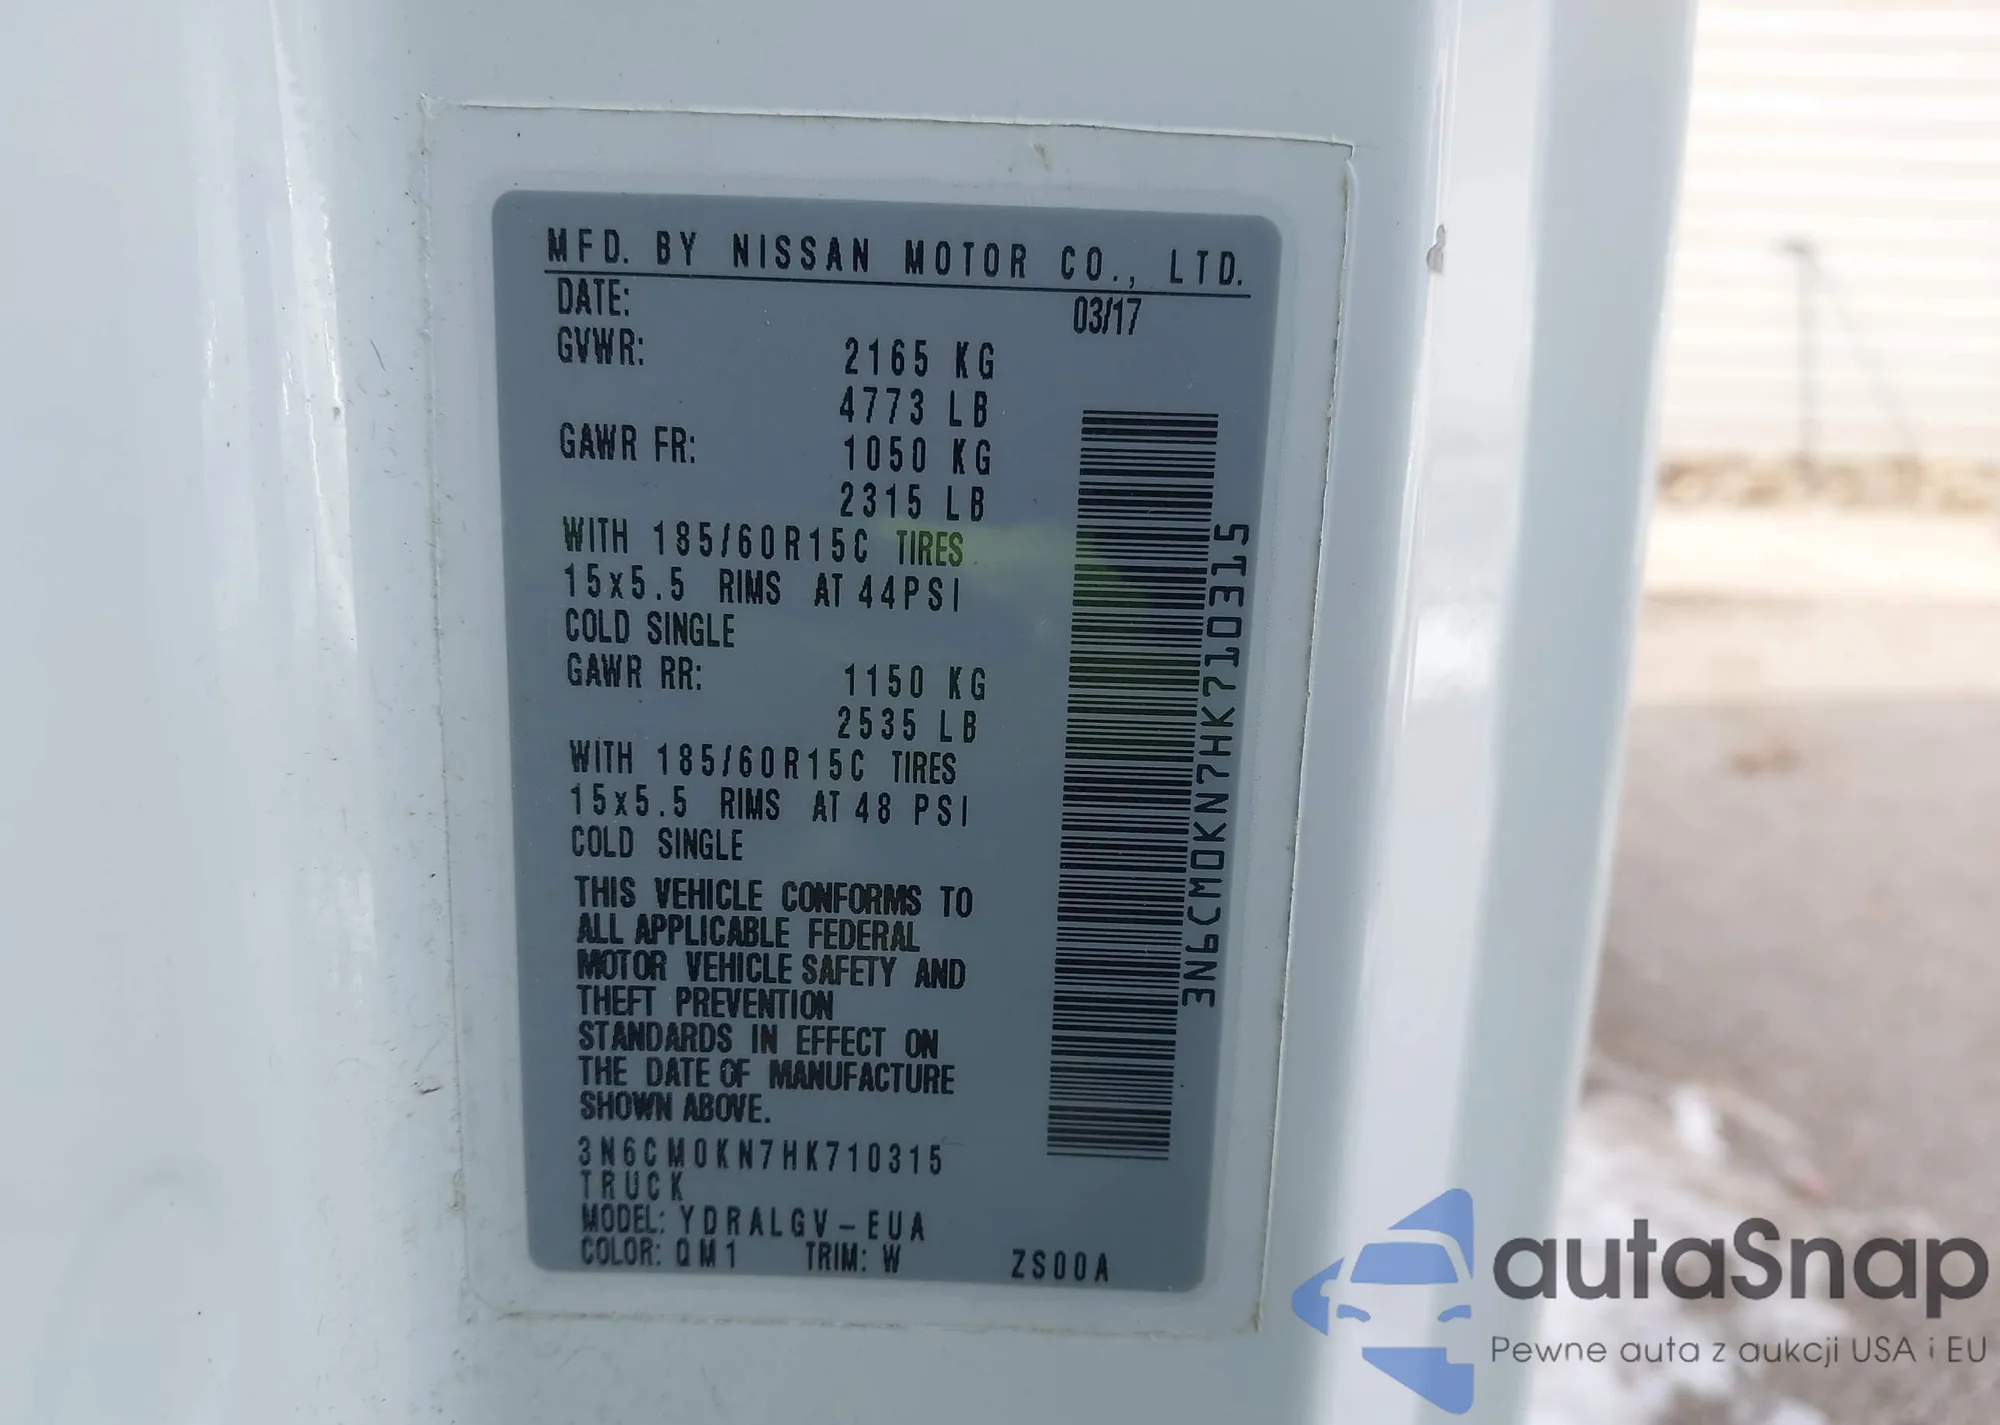 MFD. BY NISSAN MOTOR CO., LTD.
DATE: 03/17
GVWR: 2165 KG
4773 LB
GAWR FR: 1050 KG
2315 LB
WITH 185/60R15C TIRES
15x5.5 RIMS AT 44PSI
COLD SINGLE
GAWR RR: 1150 KG
2535 LB
WITH 185/60R15C TIRES
15x5.5 RIMS AT 48 PSI
COLD SINGLE
THIS VEHICLE CONFORMS TO
ALL APPLICABLE FEDERAL
MOTOR VEHICLE SAFETY AND
THEFT PREVENTION
STANDARDS IN EFFECT ON
THE DATE OF MANUFACTURE
SHOWN ABOVE.
3N6CM0KN7HK710315
TRUCK
MODEL: YDRALGV-EUA
COLOR: QM1 TRIM: W ZS00A
3N6CM0KN7HK710315
autaSnap
Pewne auta z aukcji USA i EU